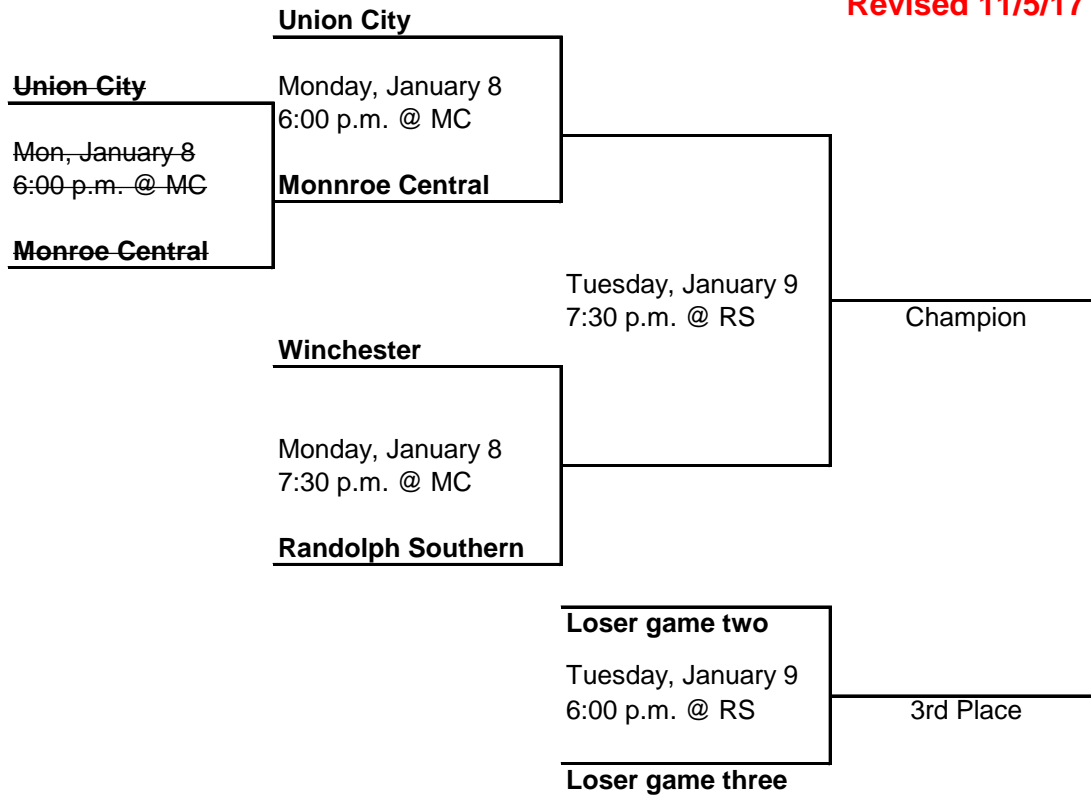 Revised 11/5/17
Union City
Union City
Monday, January 8
6:00 p.m. @ MC
Mon, January 8
6:00 p.m. @ MC
Monnroe Central
Monroe Central
Tuesday, January 9
7:30 p.m. @ RS
Champion
Winchester
Monday, January 8
7:30 p.m. @ MC
Randolph Southern
Loser game two
Tuesday, January 9
6:00 p.m. @ RS
3rd Place
Loser game three